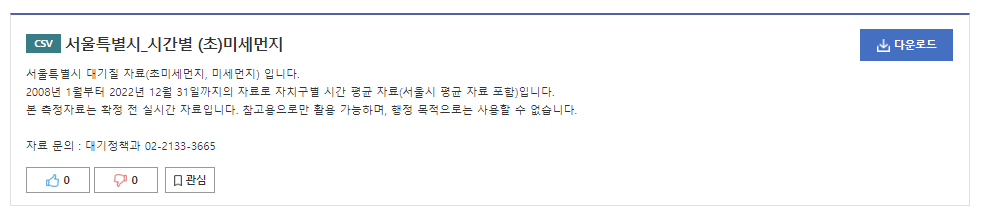 CSV 서울특별시_시간별 (초)미세먼지
다운로드
서울특별시 대기질 자료(초미세먼지, 미세먼지) 입니다.
2008년 1월부터 2022년 12월 31일까지의 자료로 자치구별 시간 평균 자료(서울시 평균 자료 포함)입니다.
본 측정자료는 확정 전 실시간 자료입니다. 참고용으로만 활용 가능하며, 행정 목적으로는 사용할 수 없습니다.
자료 문의 : 대기정책과 02-2133-3665
0 0 관심